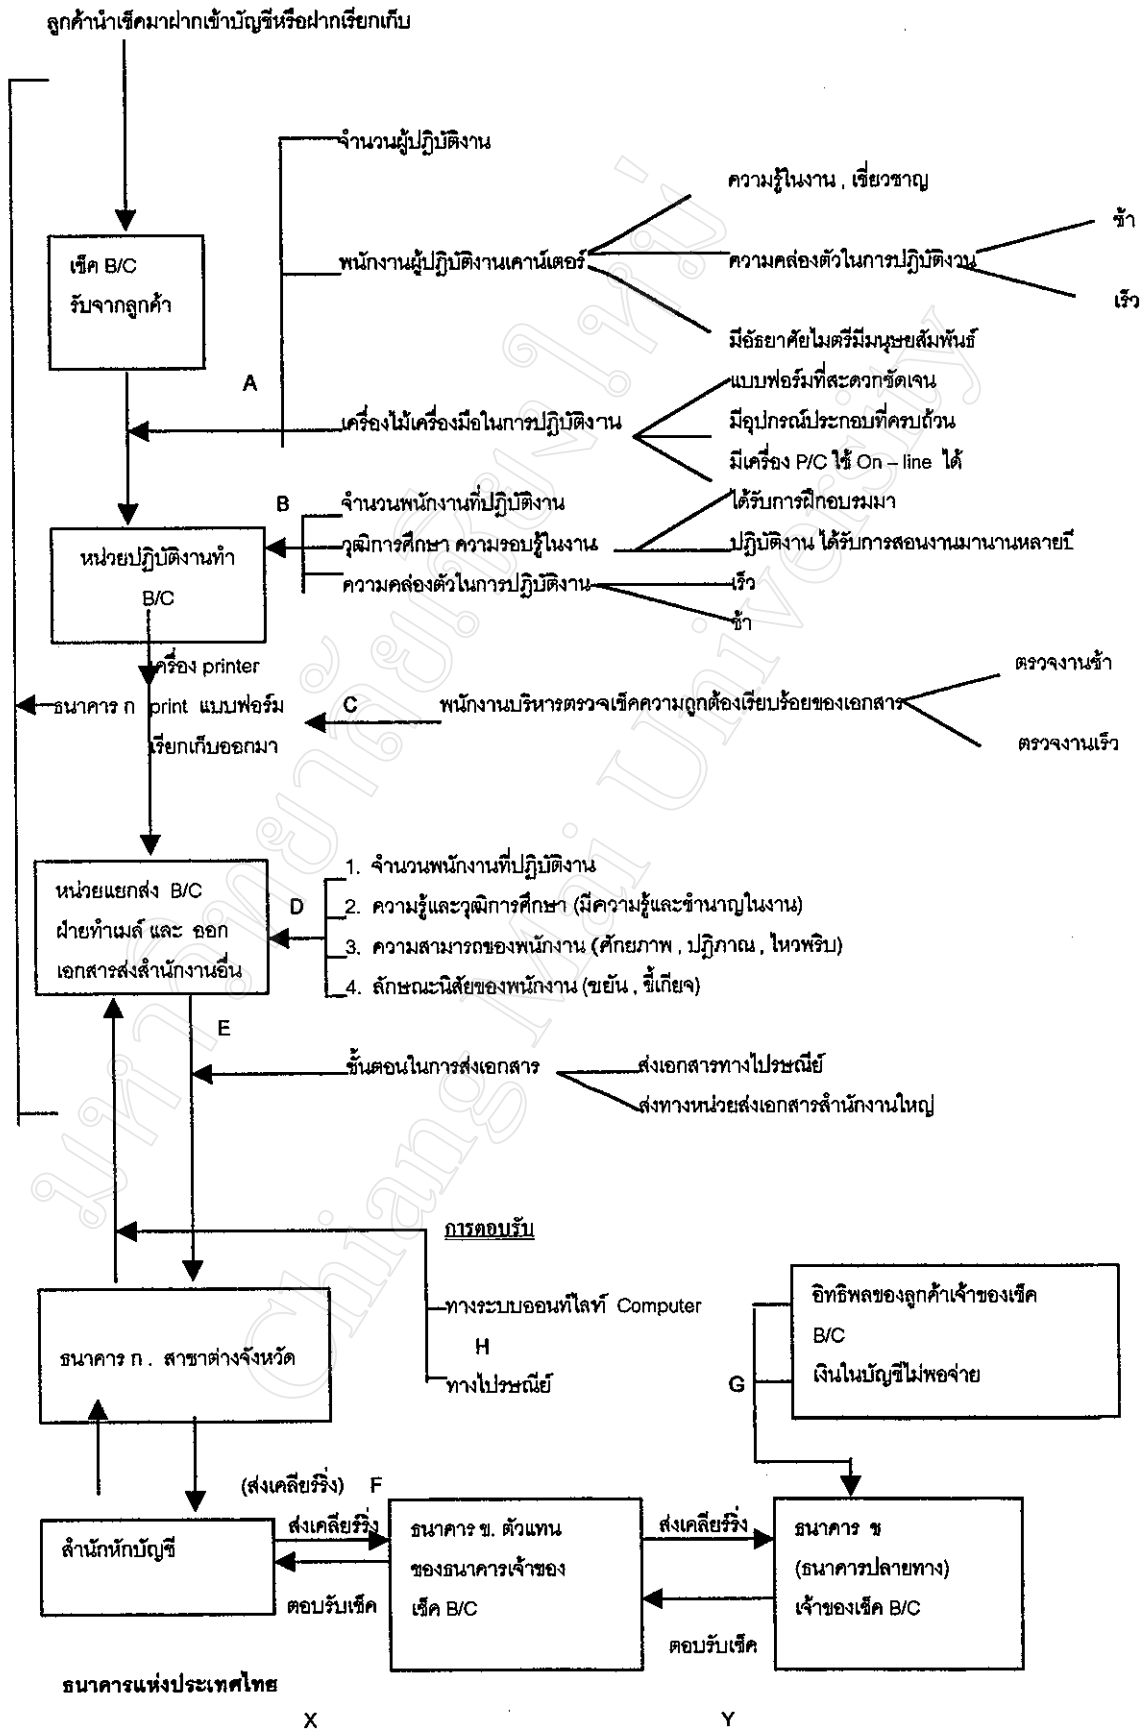 ลูกค้านำเช็คมาฝากเข้าบัญชีหรือฝากเรียกเก็บ
จำนวนผู้ปฏิบัติงาน
ความรู้ในงาน , เชี่ยวชาญ
ช้า
เช็ค B/C
รับจากลูกค้า
พนักงานผู้ปฏิบัติงานเคาน์เตอร์
ความคล่องตัวในการปฏิบัติงาน
เร็ว
มีอัธยาศัยไมตรีมีมนุษยสัมพันธ์
A
แบบฟอร์มที่สะดวกชัดเจน
เครื่องไม้เครื่องมือในการปฏิบัติงาน
มีอุปกรณ์ประกอบที่ครบถ้วน
มีเครื่อง P/C ใช้ On – line ได้
B
จำนวนพนักงานที่ปฏิบัติงาน
ได้รับการฝึกอบรมมา
หน่วยปฏิบัติงานทำ
B/C
วุฒิการศึกษา ความรอบรู้ในงาน
ปฏิบัติงาน ได้รับการสอนงานมานานหลายปี
ความคล่องตัวในการปฏิบัติงาน
เร็ว
ช้า
เครื่อง printer
ธนาคาร ก print แบบฟอร์ม
เรียกเก็บออกมา
C
พนักงานบริหารตรวจเช็คความถูกต้องเรียบร้อยของเอกสาร
ตรวจงานช้า
ตรวจงานเร็ว
หน่วยแยกส่ง B/C
ฝ่ายทำเมล์ และ ออก
เอกสารส่งสำนักงานอื่น
D
1. จำนวนพนักงานที่ปฏิบัติงาน
2. ความรู้และวุฒิการศึกษา (มีความรู้และชำนาญในงาน)
3. ความสามารถของพนักงาน (ศักยภาพ , ปฏิภาณ , ไหวพริบ)
4. ลักษณะนิสัยของพนักงาน (ขยัน , ขี้เกียจ)
E
ขั้นตอนในการส่งเอกสาร
ส่งเอกสารทางไปรษณีย์
ส่งทางหน่วยส่งเอกสารสำนักงานใหญ่
การตอบรับ
ทางระบบออนท์ไลท์ Computer
H
ทางไปรษณีย์
อิทธิพลของลูกค้าเจ้าของเช็ค
B/C
เงินในบัญชีไม่พอจ่าย
G
ธนาคาร ก . สาขาต่างจังหวัด
(ส่งเคลียร์ริ่ง) F
สำนักหักบัญชี
ส่งเคลียร์ริ่ง
ตอบรับเช็ค
ธนาคาร ข. ตัวแทน
ของธนาคารเจ้าของ
เช็ค B/C
ส่งเคลียร์ริ่ง
ตอบรับเช็ค
ธนาคาร ข
(ธนาคารปลายทาง)
เจ้าของเช็ค B/C
ธนาคารแห่งประเทศไทย
X
Y
มหาวิทยาลัยเชียงใหม่
Chiang Mai University